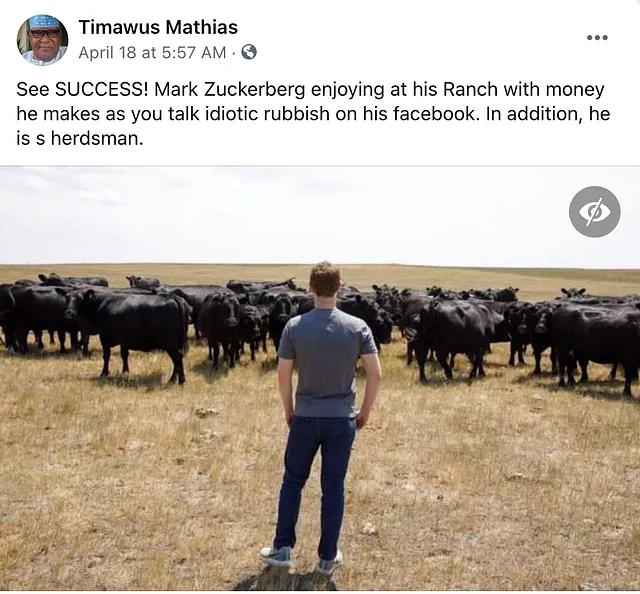 Timawus Mathias
April 18 at 5:57 AM ·
See SUCCESS! Mark Zuckerberg enjoying at his Ranch with money
he makes as you talk idiotic rubbish on his facebook. In addition, he
is s herdsman.